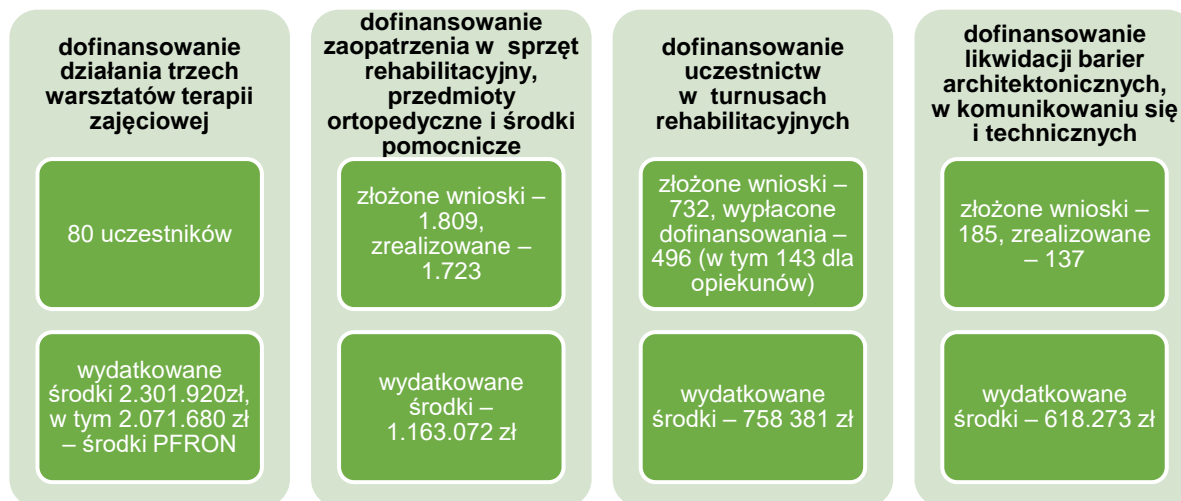 dofinansowanie
działania trzech
warsztatów terapii
zajęciowej
80 uczestników
wydatkowane
środki 2.301.920zł,
w tym 2.071.680 zł
– środki PFRON
dofinansowanie
zaopatrzenia w sprzęt
rehabilitacyjny,
przedmioty
ortopedyczne i środki
pomocnicze
złożone wnioski –
1.809,
zrealizowane –
1.723
wydatkowane
środki –
1.163.072 zł
dofinansowanie
uczestnictw
w turnusach
rehabilitacyjnych
złożone wnioski –
732, wypłacone
dofinansowania –
496 (w tym 143 dla
opiekunów)
wydatkowane
środki – 758 381 zł
dofinansowanie
likwidacji barier
architektonicznych,
w komunikowaniu się
i technicznych
złożone wnioski –
185, zrealizowane
– 137
wydatkowane
środki – 618.273 zł